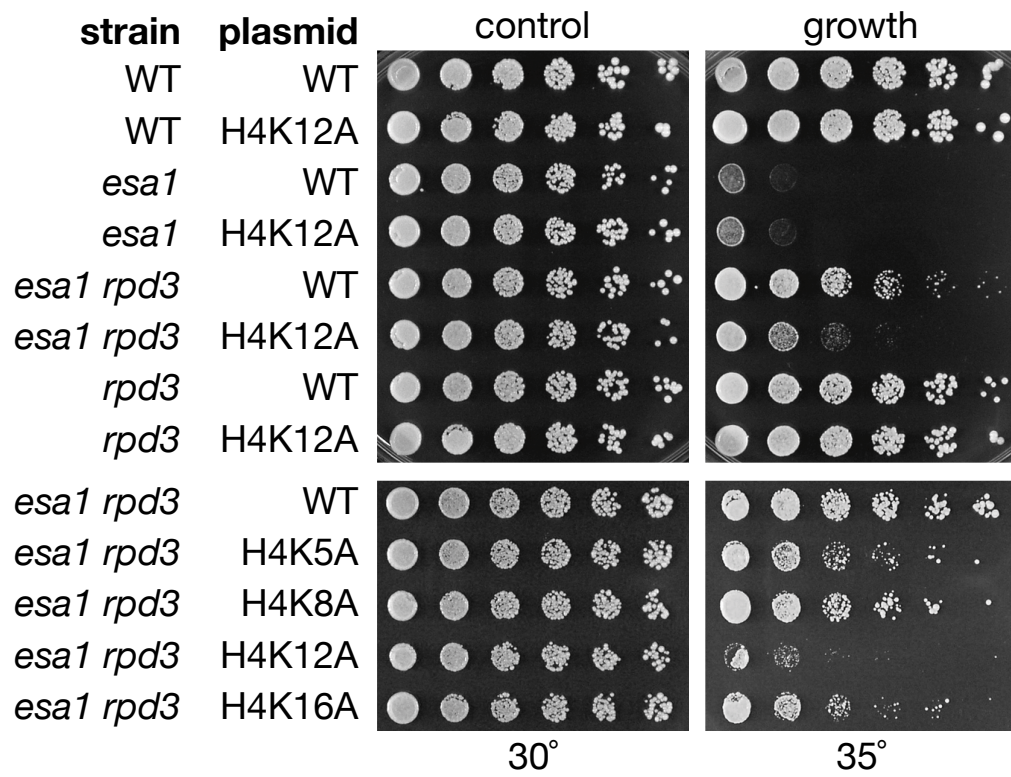 strain plasmid control growth
WT WT
WT H4K12A
esa1 WT
esa1 H4K12A
esa1 rpd3 WT
esa1 rpd3 H4K12A
rpd3 WT
rpd3 H4K12A
esa1 rpd3 WT
esa1 rpd3 H4K5A
esa1 rpd3 H4K8A
esa1 rpd3 H4K12A
esa1 rpd3 H4K16A
30° 35°